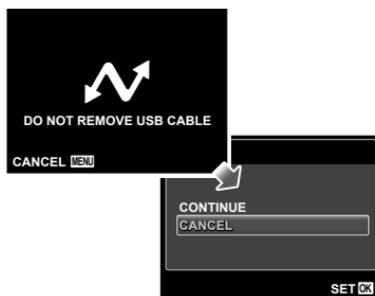 DO NOT REMOVE USB CABLE
CANCEL MENU
CONTINUE
CANCEL
SET OK